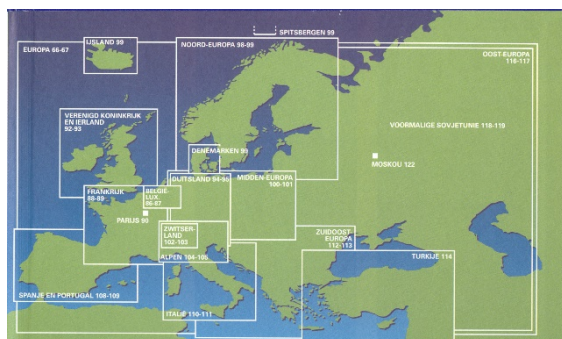 SPITSBERGEN 99
IJSLAND 99
NOORD-EUROPA 98-99
EUROPA 66-67
OOST-EUROPA
116-117
VERENIGD KONINKRIJK
EN IERLAND
92-93
VOORMALIGE SOVJETUNIE 118-119
DENEMARKEN 99
MOSKOU 122
DUITSLAND 94-95
MIDDEN-EUROPA
100-101
FRANKRIJK
88-89
BELGIE-
LUX.
86-87
PARIJS 90
ZWITSER-
LAND
102-103
ZUIDOOST-
EUROPA
112-113
ALPEN 104-105
TURKIJE 114
SPANJE EN PORTUGAL 108-109
ITALIË 110-111